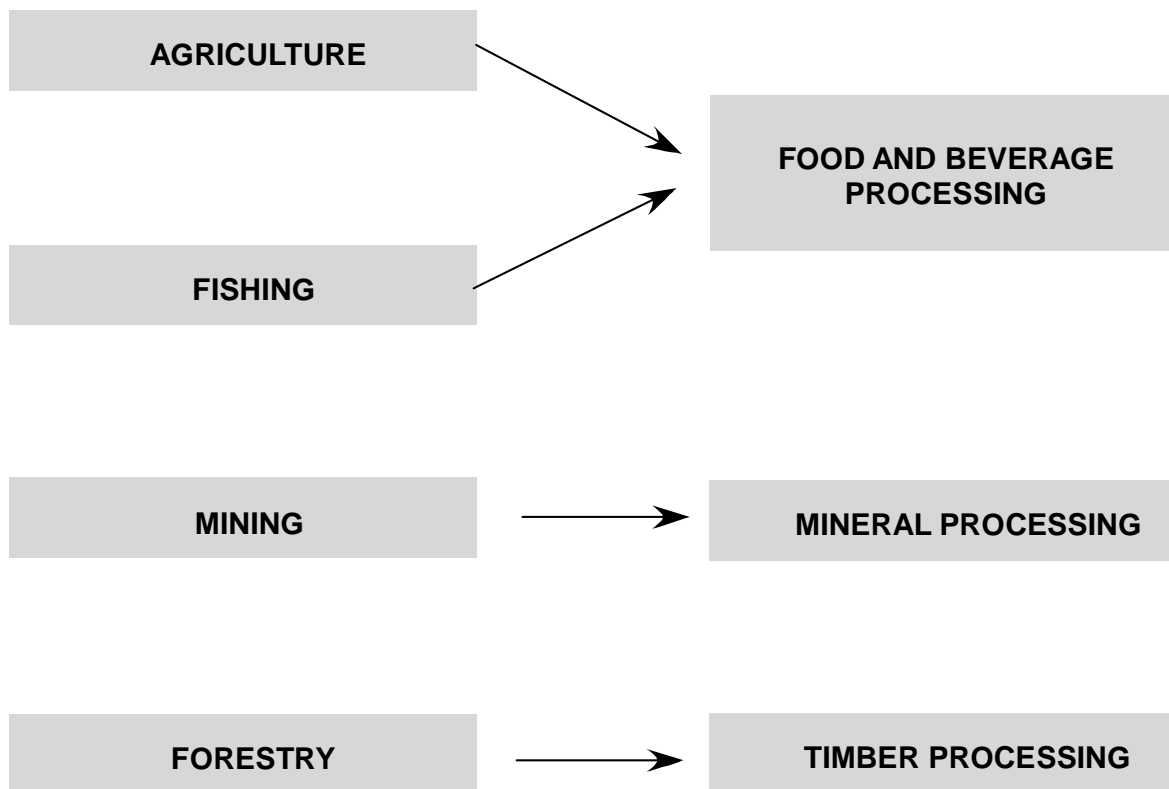 AGRICULTURE
FOOD AND BEVERAGE
PROCESSING
FISHING
MINING
MINERAL PROCESSING
FORESTRY
TIMBER PROCESSING